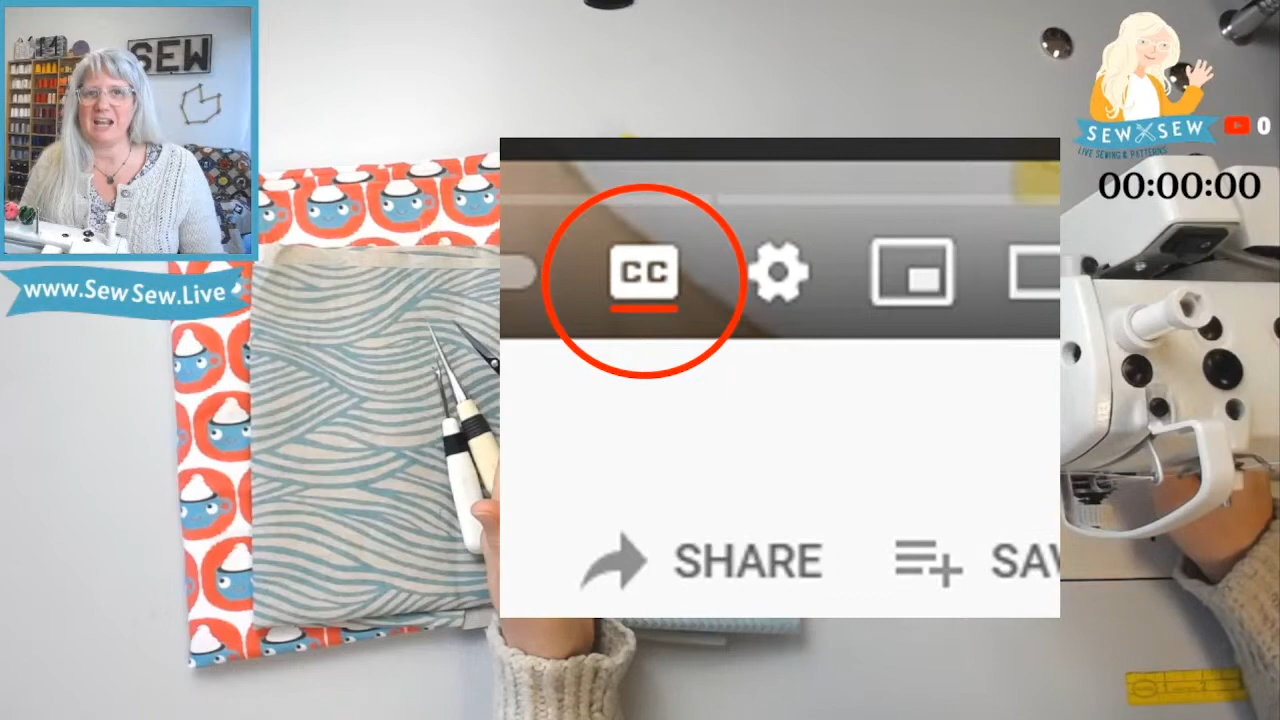 SEW
www.SewSew.Live
CC
SHARE
SAV
SEW SEW
LIVE SEWING & PATTERNS
0
00:00:00